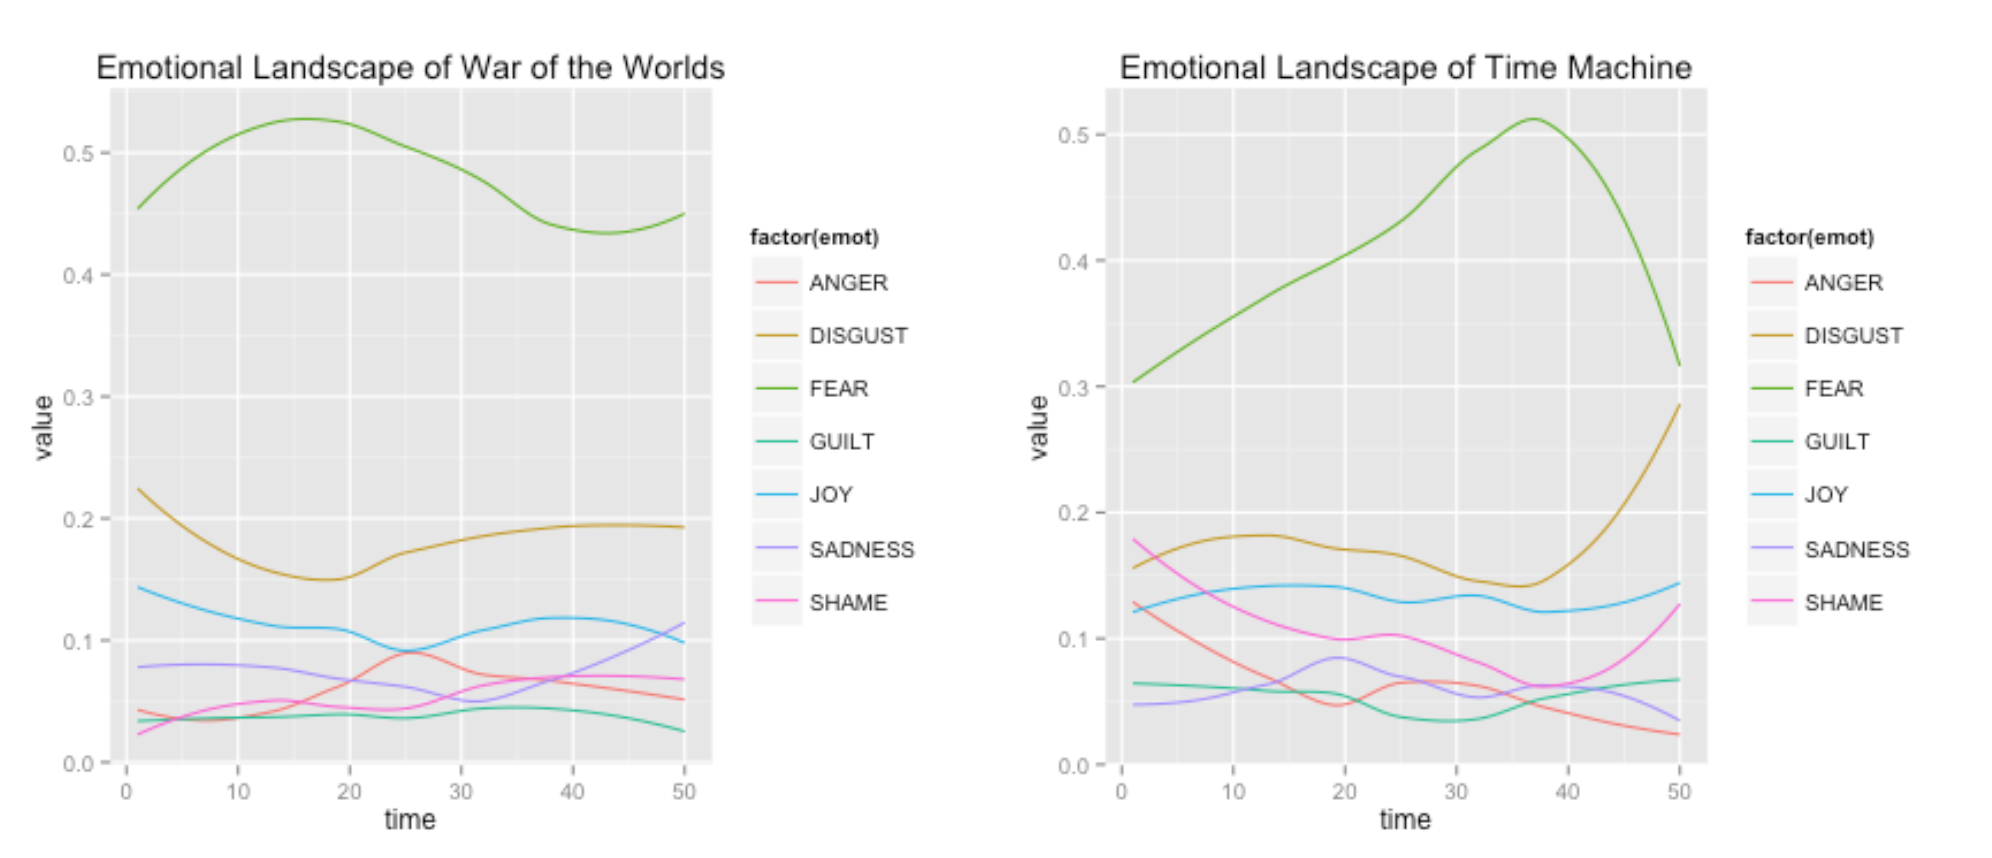 Emotional Landscape of War of the Worlds
0.5
0.4
0.3
0.2
0.1
0.0
value
0 10 20 30 40 50
time
factor(emot)
ANGER
DISGUST
FEAR
GUILT
JOY
SADNESS
SHAME
Emotional Landscape of Time Machine
0.5
0.4
0.3
0.2
0.1
0.0
value
0 10 20 30 40 50
time
factor(emot)
ANGER
DISGUST
FEAR
GUILT
JOY
SADNESS
SHAME